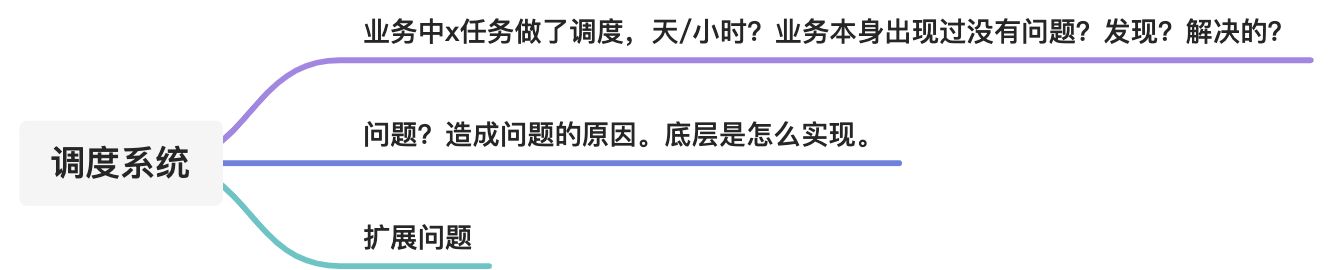 业务中x任务做了调度，天/小时？业务本身出现过没有问题？发现？解决的？
问题？造成问题的原因。底层是怎么实现。
调度系统
扩展问题